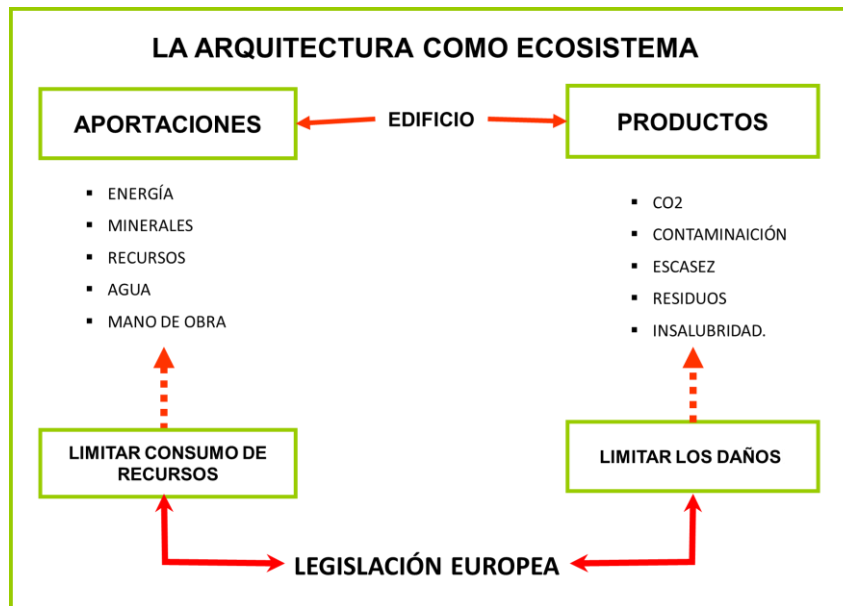 LA ARQUITECTURA COMO ECOSISTEMA
APORTACIONES
EDIFICIO
PRODUCTOS
▪ ENERGÍA
▪ MINERALES
▪ RECURSOS
▪ AGUA
▪ MANO DE OBRA
▪ CO2
▪ CONTAMINAICIÓN
▪ ESCASEZ
▪ RESIDUOS
▪ INSALUBRIDAD.
LIMITAR CONSUMO DE
RECURSOS
LIMITAR LOS DAÑOS
LEGISLACIÓN EUROPEA